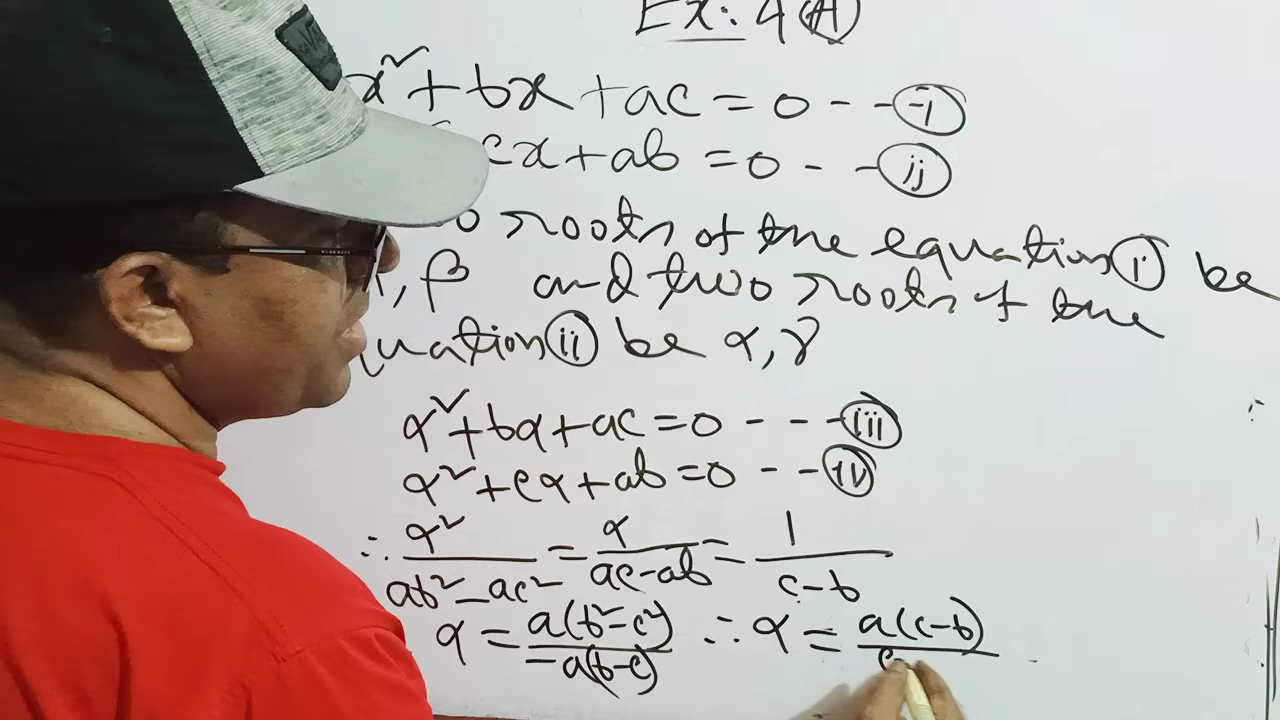 Ex: 4 (A)
x² + bx + ac = 0 - - (i)
cx + ab = 0 - - (ii)
roots of the equation (i) be
α, β and two roots of the
quation (ii) be α, γ
α² + bα + ac = 0 - - - (iii)
α² + cα + ab = 0 - - (iv)
∴ α²/(ab² - ac²) = α/(ac - ab) = 1/(c - b)
α = a(b² - c²)/(-a(b - c)) ∴ α = a(c - b)/